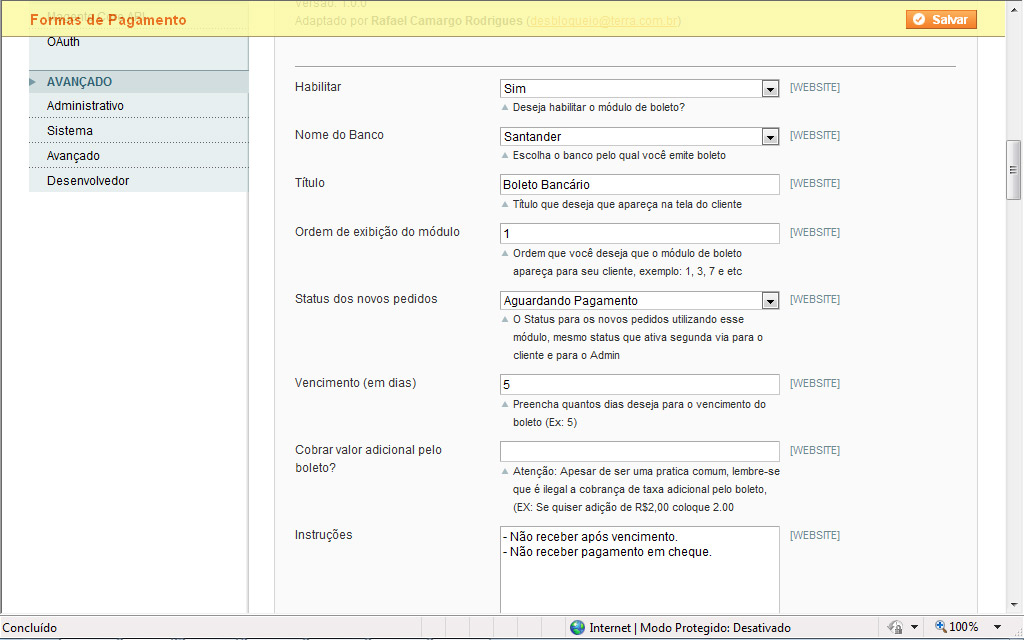 Versão: 1.0.0
Formas de Pagamento
Adaptado por Rafael Camargo Rodrigues (desbloqueio@terra.com.br)
Salvar
OAuth
AVANÇADO
Administrativo
Sistema
Avançado
Desenvolvedor
Habilitar
Sim
[WEBSITE]
Deseja habilitar o módulo de boleto?
Nome do Banco
Santander
[WEBSITE]
Escolha o banco pelo qual você emite boleto
Título
Boleto Bancário
[WEBSITE]
Título que deseja que apareça na tela do cliente
Ordem de exibição do módulo
1
[WEBSITE]
Ordem que você deseja que o módulo de boleto
apareça para seu cliente, exemplo: 1, 3, 7 e etc
Status dos novos pedidos
Aguardando Pagamento
[WEBSITE]
O Status para os novos pedidos utilizando esse
módulo, mesmo status que ativa segunda via para o
cliente e para o Admin
Vencimento (em dias)
5
[WEBSITE]
Preencha quantos dias deseja para o vencimento do
boleto (Ex: 5)
Cobrar valor adicional pelo
boleto?
[WEBSITE]
Atenção: Apesar de ser uma pratica comum, lembre-se
que é ilegal a cobrança de taxa adicional pelo boleto,
(EX: Se quiser adição de R$2,00 coloque 2.00
Instruções
- Não receber após vencimento.
- Não receber pagamento em cheque.
[WEBSITE]
Concluído
Internet | Modo Protegido: Desativado
100%